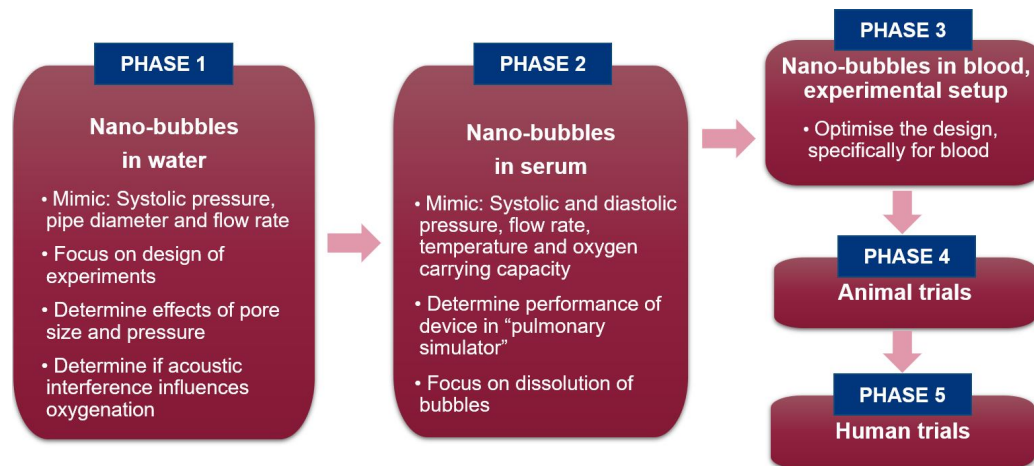 PHASE 1
Nano-bubbles
in water
• Mimic: Systolic pressure,
pipe diameter and flow rate
• Focus on design of
experiments
• Determine effects of pore
size and pressure
• Determine if acoustic
interference influences
oxygenation
PHASE 2
Nano-bubbles
in serum
• Mimic: Systolic and diastolic
pressure, flow rate,
temperature and oxygen
carrying capacity
• Determine performance of
device in “pulmonary
simulator”
• Focus on dissolution of
bubbles
PHASE 3
Nano-bubbles in blood,
experimental setup
• Optimise the design,
specifically for blood
PHASE 4
Animal trials
PHASE 5
Human trials